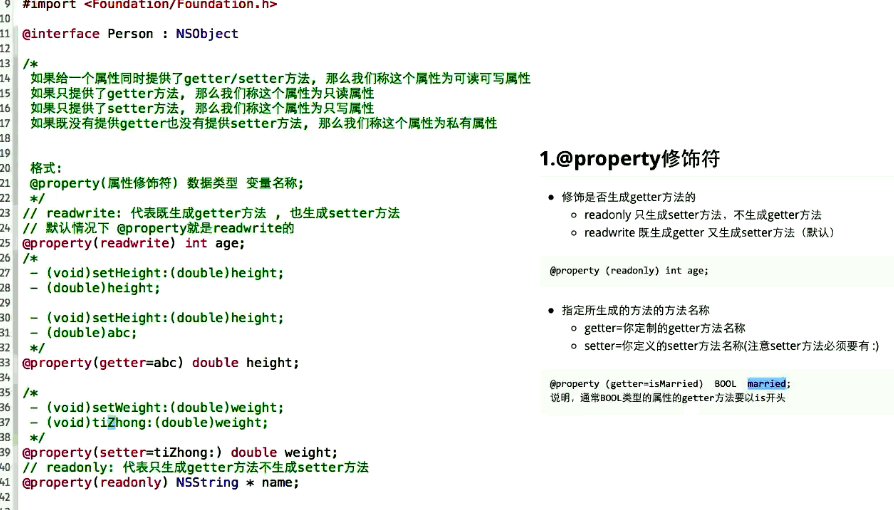 9 #import <Foundation/Foundation.h>
10
11 @interface Person : NSObject
12
13 /*
14 如果给一个属性同时提供了getter/setter方法, 那么我们称这个属性为可读可写属性
15 如果只提供了getter方法, 那么我们称这个属性为只读属性
16 如果只提供了setter方法, 那么我们称这个属性为只写属性
17 如果既没有提供getter也没有提供setter方法, 那么我们称这个属性为私有属性
18
19
20 格式:
21 @property(属性修饰符) 数据类型 变量名称;
22 */
23 // readwrite: 代表既生成getter方法 , 也生成setter方法
24 // 默认情况下 @property就是readwrite的
25 @property(readwrite) int age;
26 /*
27 - (void)setHeight:(double)height;
28 - (double)height;
29
30 - (void)setHeight:(double)height;
31 - (double)abc;
32 */
33 @property(getter=abc) double height;
34
35 /*
36 - (void)setWeight:(double)weight;
37 - (void)tiZhong:(double)weight;
38 */
39 @property(setter=tiZhong:) double weight;
40 // readonly: 代表只生成getter方法不生成setter方法
41 @property(readonly) NSString * name;
42
1.@property修饰符
• 修饰是否生成getter方法的
○ readonly 只生成setter方法，不生成getter方法
○ readwrite 既生成getter 又生成setter方法（默认）
@property (readonly) int age;
• 指定所生成的方法的方法名称
○ getter=你定制的getter方法名称
○ setter=你定义的setter方法名称(注意setter方法必须要有 :)
@property (getter=isMarried) BOOL married;
说明，通常BOOL类型的属性的getter方法要以is开头